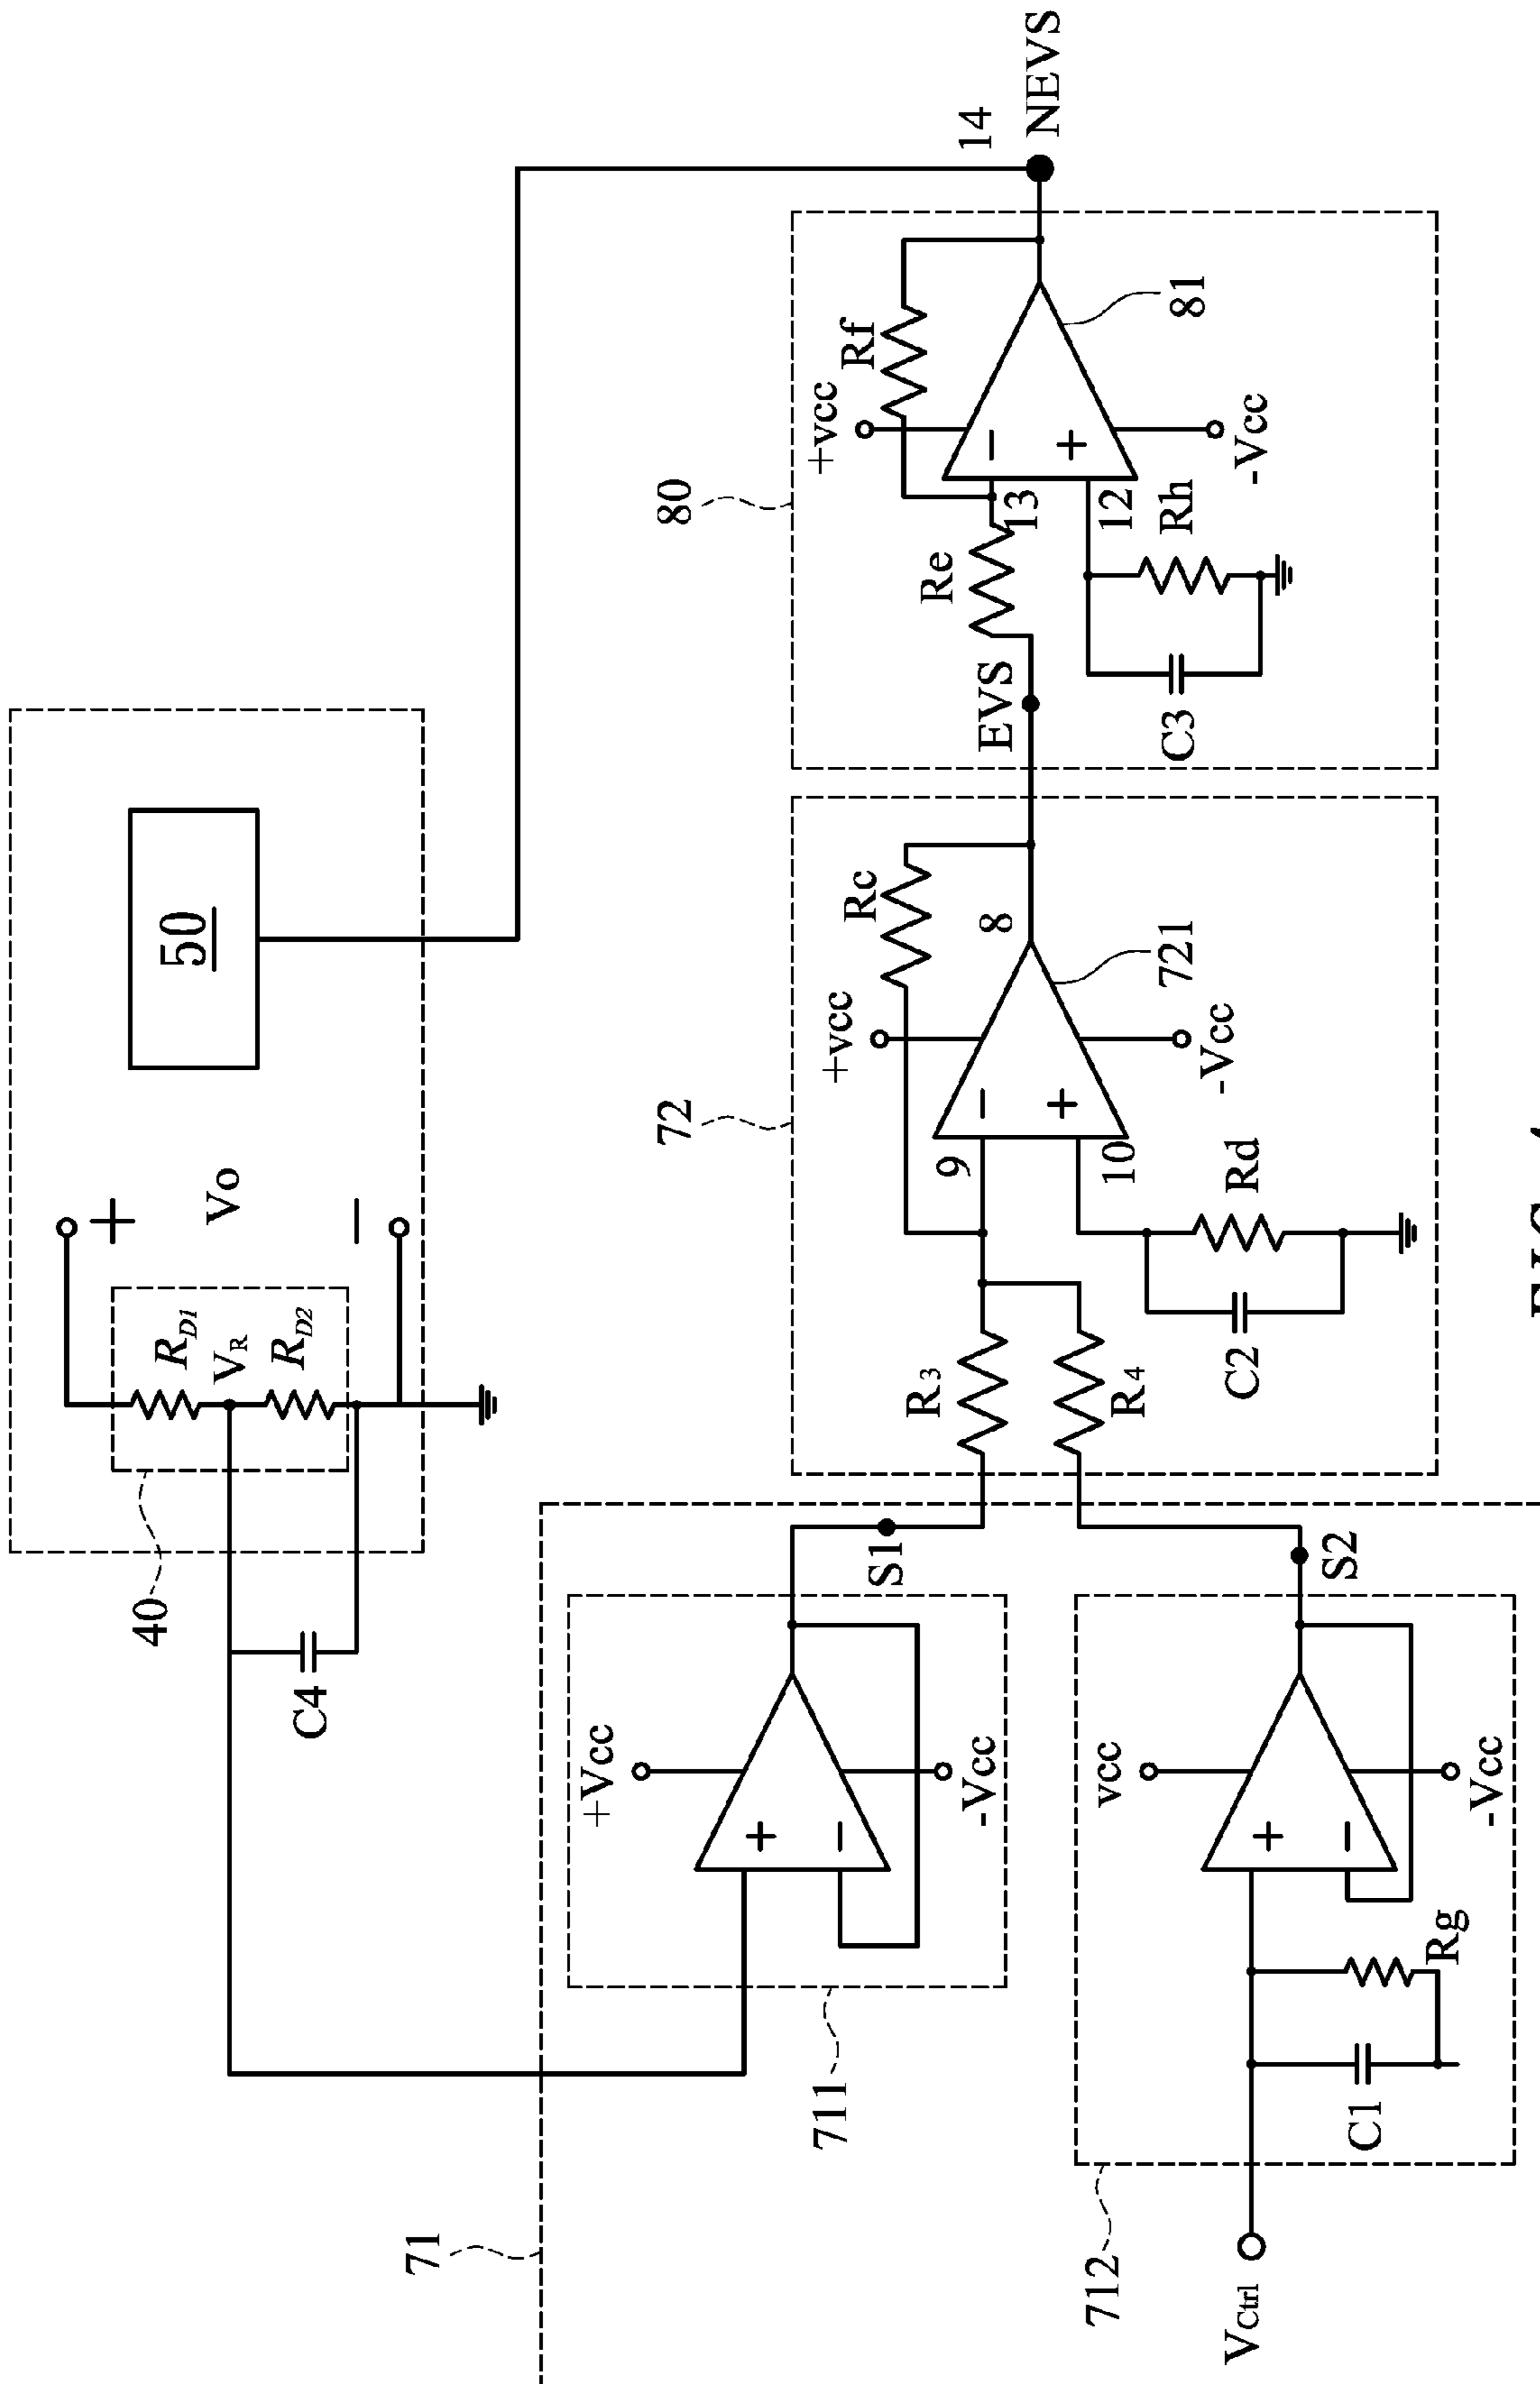 50
+
Vo
−
RD1
VR
RD2
40
C4
14
NEVS
80
+vcc
Rf
−
+
13
12
Re
Rh
C3
81
-Vcc
EVS
72
+vcc
Rc
8
9
−
+
10
721
-Vcc
R3
R4
Rd
C2
71
711
+Vcc
+
−
-Vcc
S1
712
vcc
+
−
-Vcc
S2
Rg
C1
VCtrl